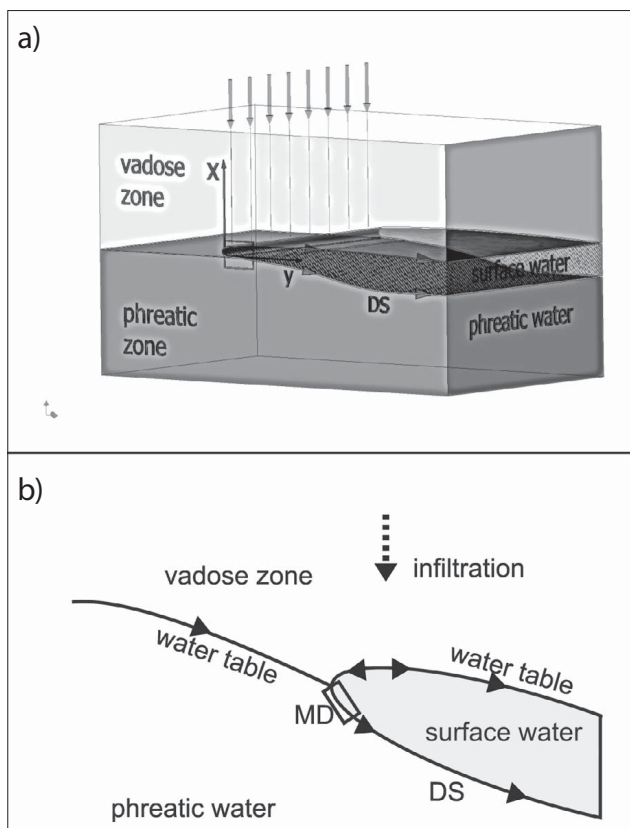 a)
vadose
zone
X
y
surface water
DS
phreatic
zone
phreatic water
b)
vadose zone
infiltration
water table
water table
MD
surface water
DS
phreatic water